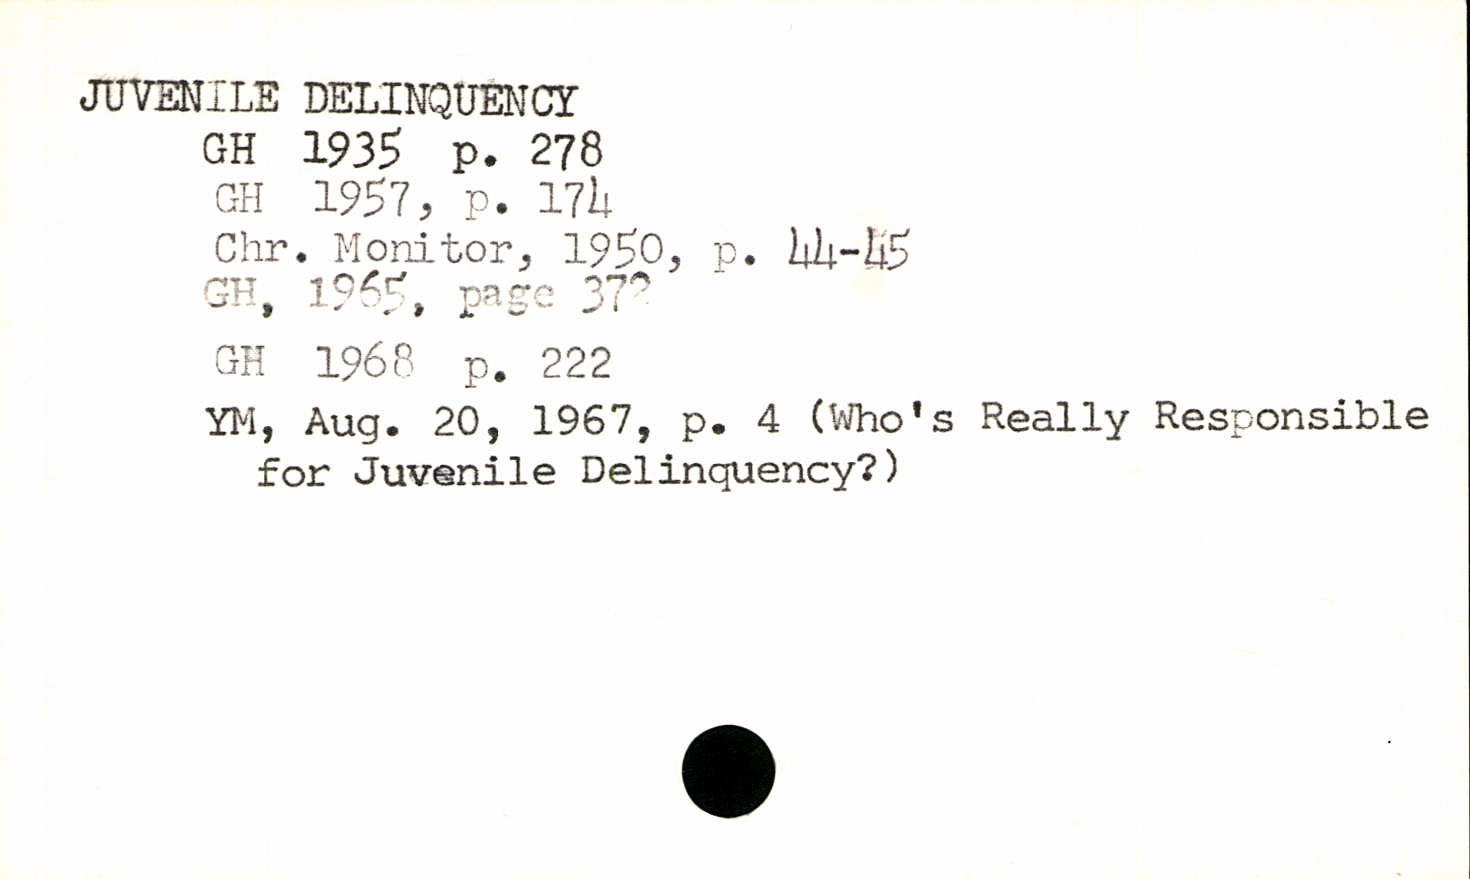 JUVENILE DELINQUENCY
GH 1935 p. 278
GH 1957, p. 174
Chr. Monitor, 1950, p. 44-45
GH, 1965, page
GH 1968 p. 222
YM, Aug. 20, 1967, p. 4 (Who's Really Responsible
for Juvenile Delinquency?)